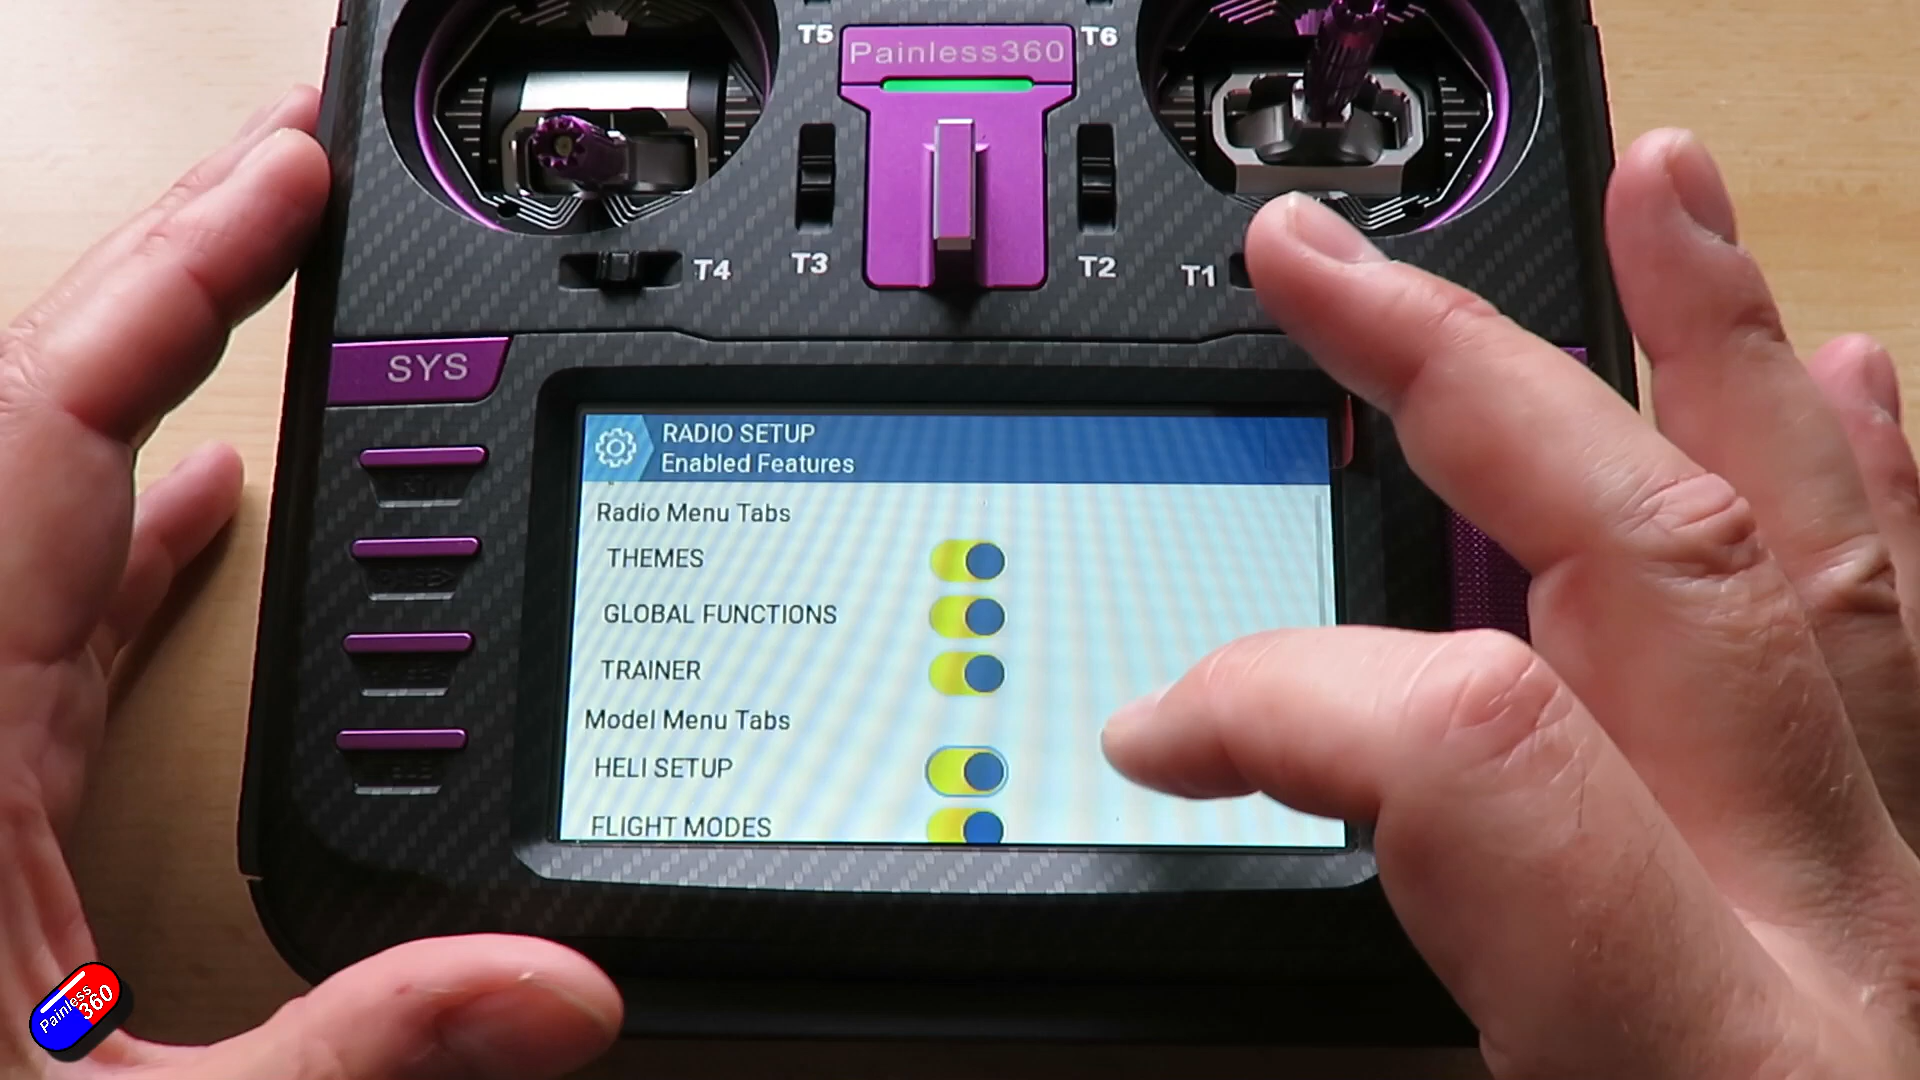 T5
Painless360
T6
T4
T3
T2
T1
SYS
RADIO SETUP
Enabled Features
Radio Menu Tabs
THEMES
GLOBAL FUNCTIONS
TRAINER
Model Menu Tabs
HELI SETUP
FLIGHT MODES
Painless
360